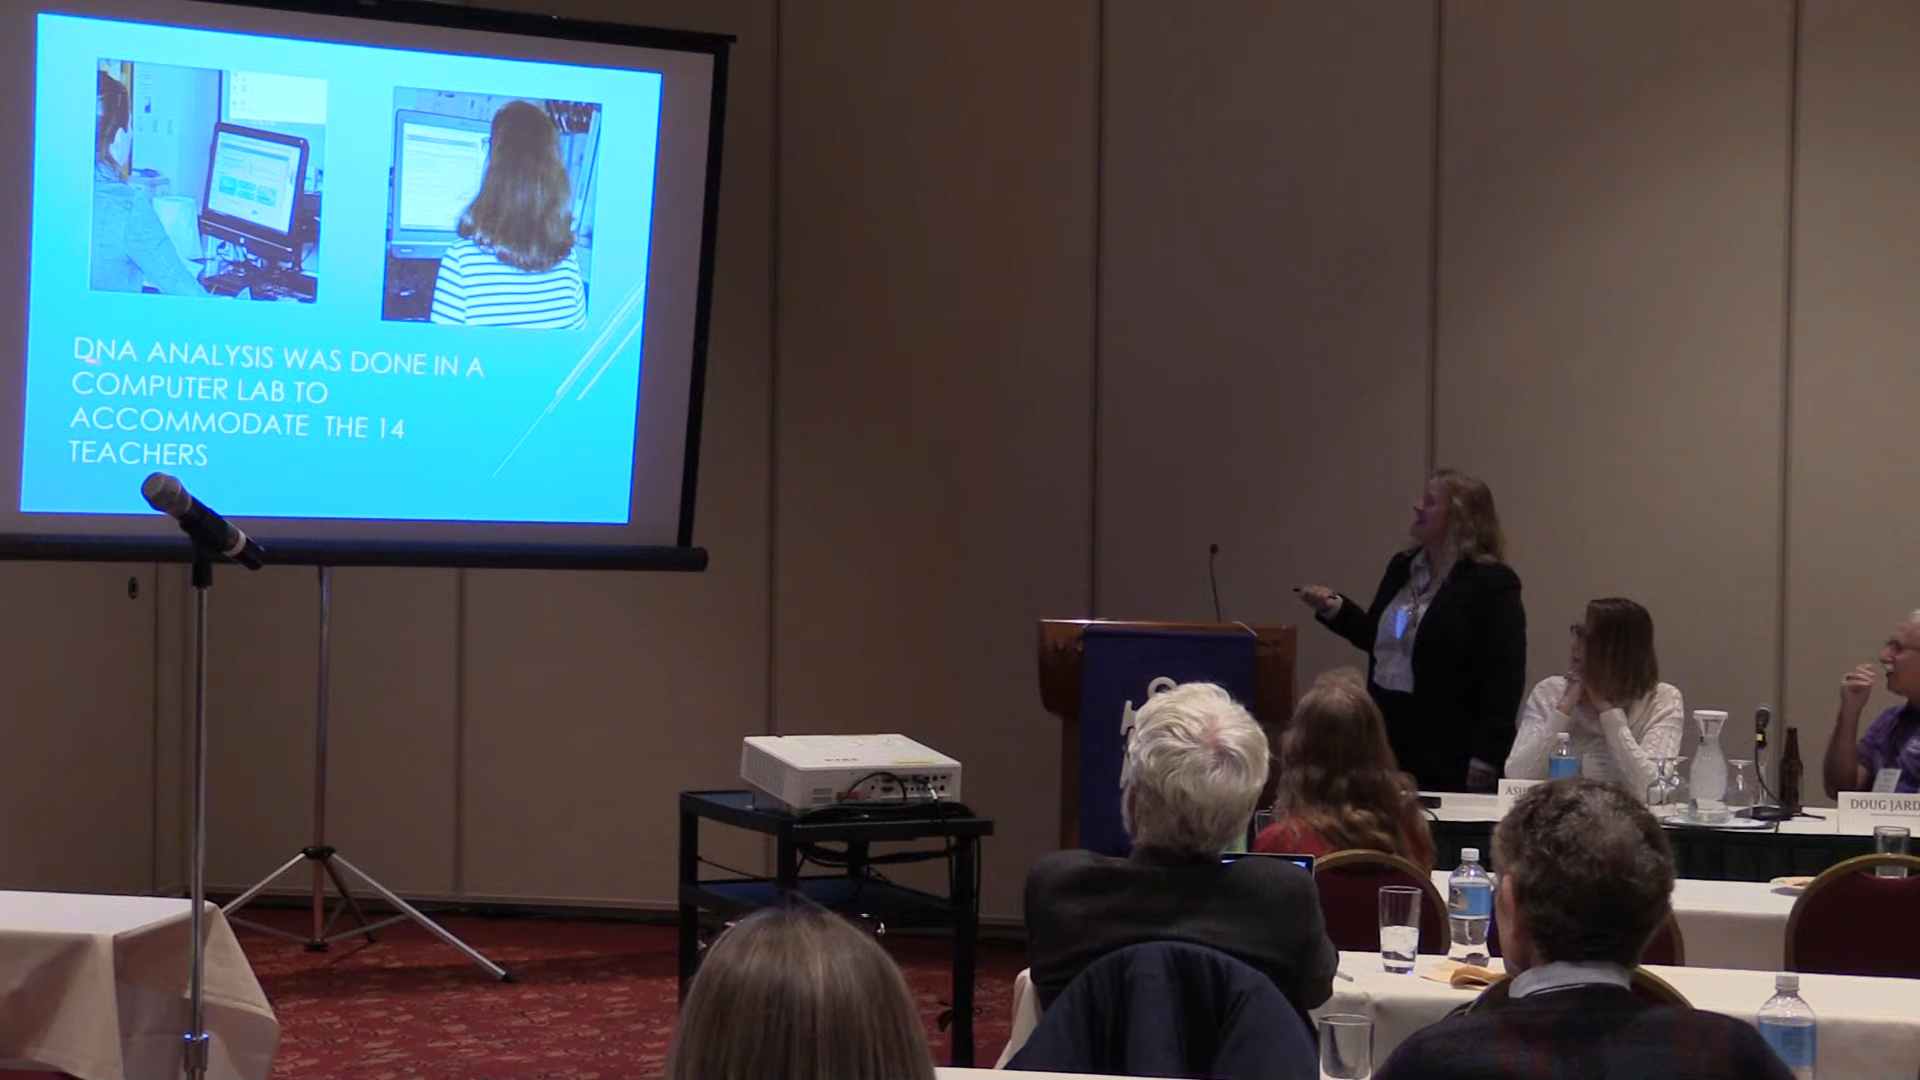 DNA ANALYSIS WAS DONE IN A
COMPUTER LAB TO
ACCOMMODATE THE 14
TEACHERS
DOUG JARD